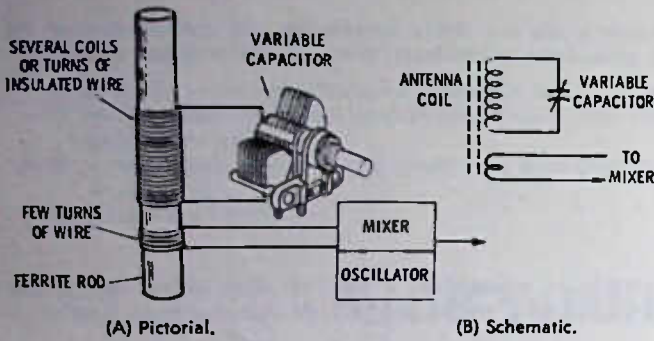 SEVERAL COILS
OR TURNS OF
INSULATED WIRE
VARIABLE
CAPACITOR
FEW TURNS
OF WIRE
FERRITE ROD
MIXER
OSCILLATOR
(A) Pictorial.
ANTENNA
COIL
VARIABLE
CAPACITOR
TO
MIXER
(B) Schematic.